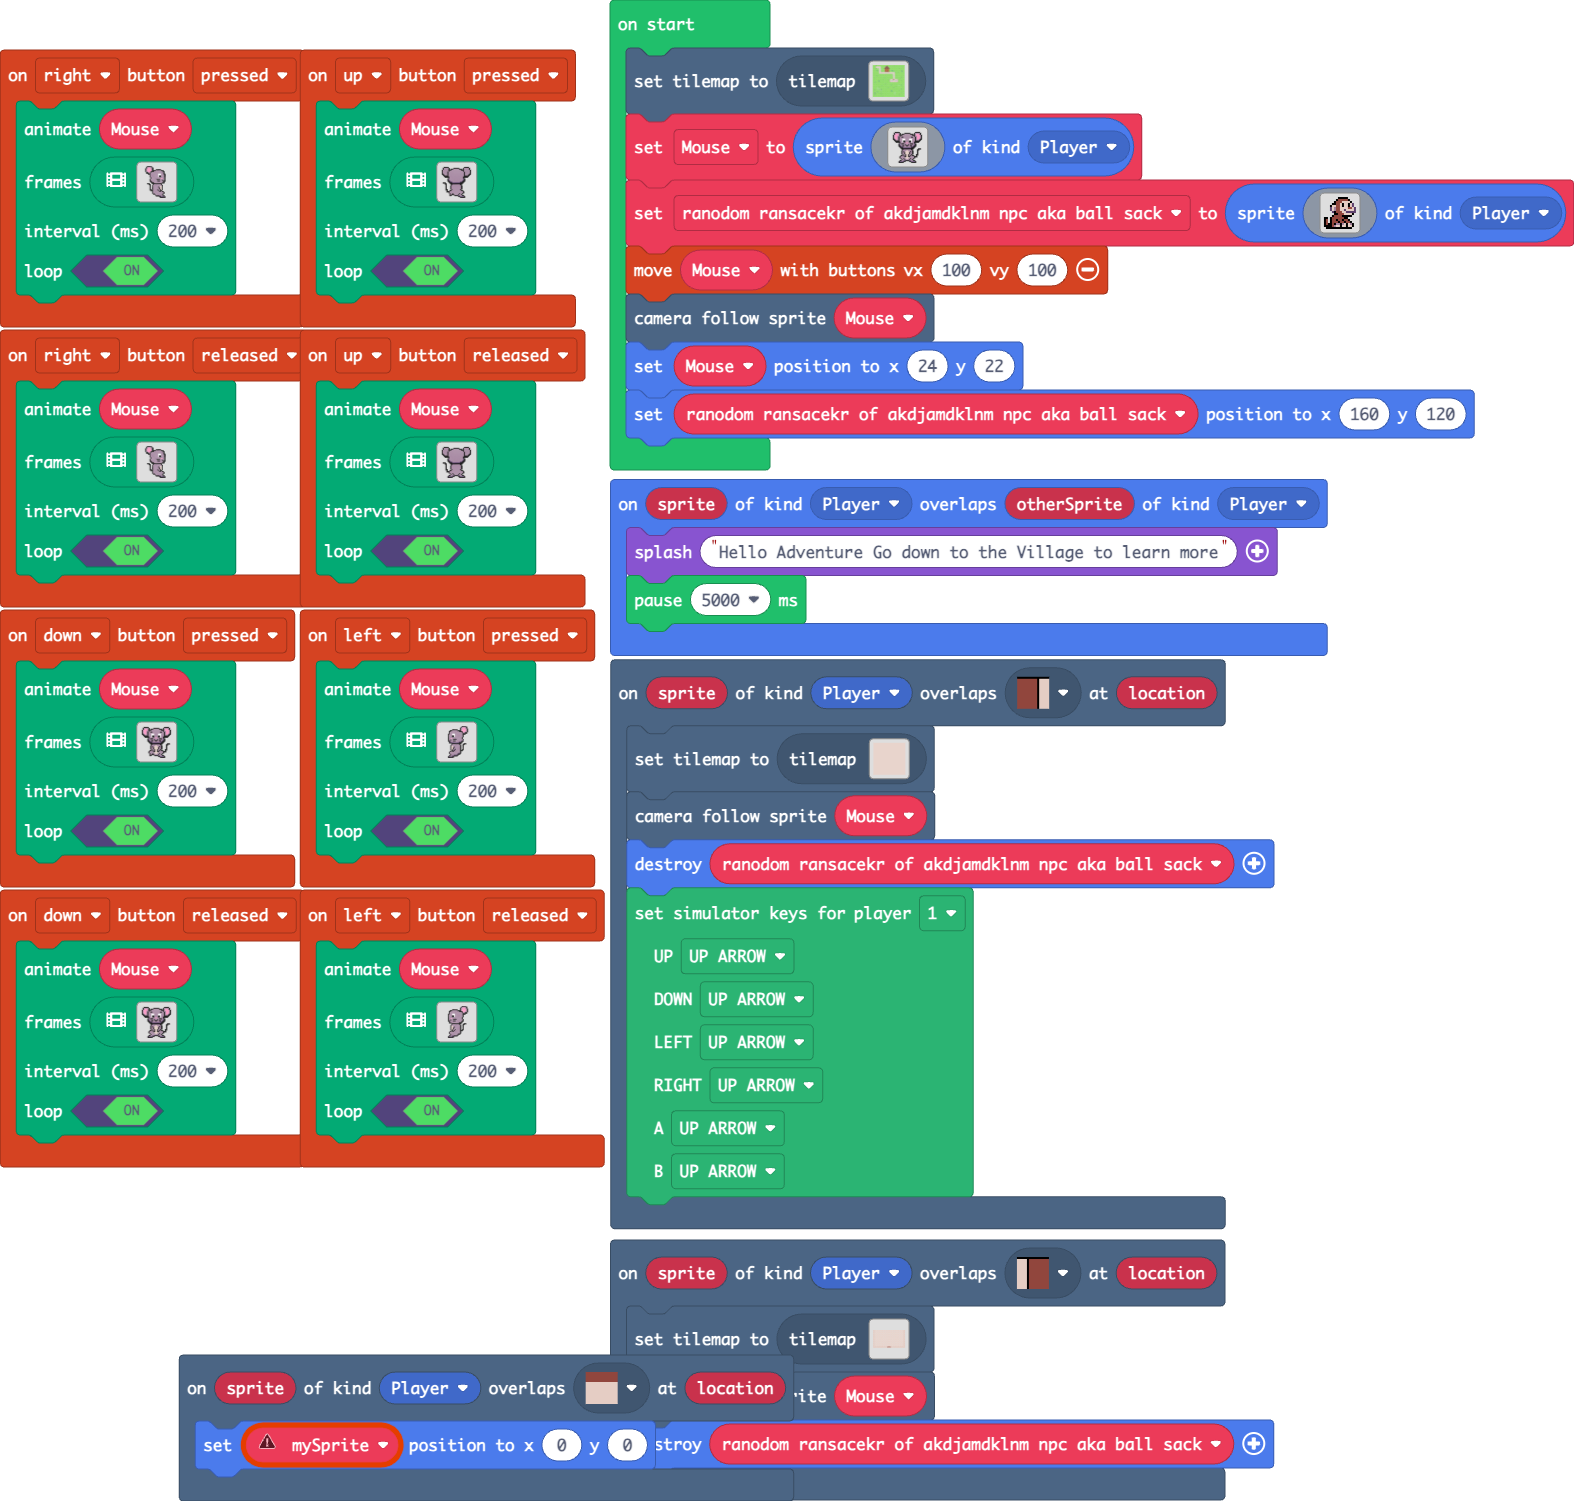 on right button pressed
animate Mouse
frames
interval (ms) 200
loop ON
on up button pressed
animate Mouse
frames
interval (ms) 200
loop ON
on right button released
animate Mouse
frames
interval (ms) 200
loop ON
on up button released
animate Mouse
frames
interval (ms) 200
loop ON
on down button pressed
animate Mouse
frames
interval (ms) 200
loop ON
on left button pressed
animate Mouse
frames
interval (ms) 200
loop ON
on down button released
animate Mouse
frames
interval (ms) 200
loop ON
on left button released
animate Mouse
frames
interval (ms) 200
loop ON
on start
set tilemap to tilemap
set Mouse to sprite of kind Player
set ranodom ransacekr of akdjamdklnm npc aka ball sack to sprite of kind Player
move Mouse with buttons vx 100 vy 100
camera follow sprite Mouse
set Mouse position to x 24 y 22
set ranodom ransacekr of akdjamdklnm npc aka ball sack position to x 160 y 120
on sprite of kind Player overlaps otherSprite of kind Player
splash "Hello Adventure Go down to the Village to learn more"
pause 5000 ms
on sprite of kind Player overlaps at location
set tilemap to tilemap
camera follow sprite Mouse
destroy ranodom ransacekr of akdjamdklnm npc aka ball sack
set simulator keys for player 1
UP UP ARROW
DOWN UP ARROW
LEFT UP ARROW
RIGHT UP ARROW
A UP ARROW
B UP ARROW
on sprite of kind Player overlaps at location
set tilemap to tilemap
rite Mouse
stroy ranodom ransacekr of akdjamdklnm npc aka ball sack
on sprite of kind Player overlaps at location
set mySprite position to x 0 y 0